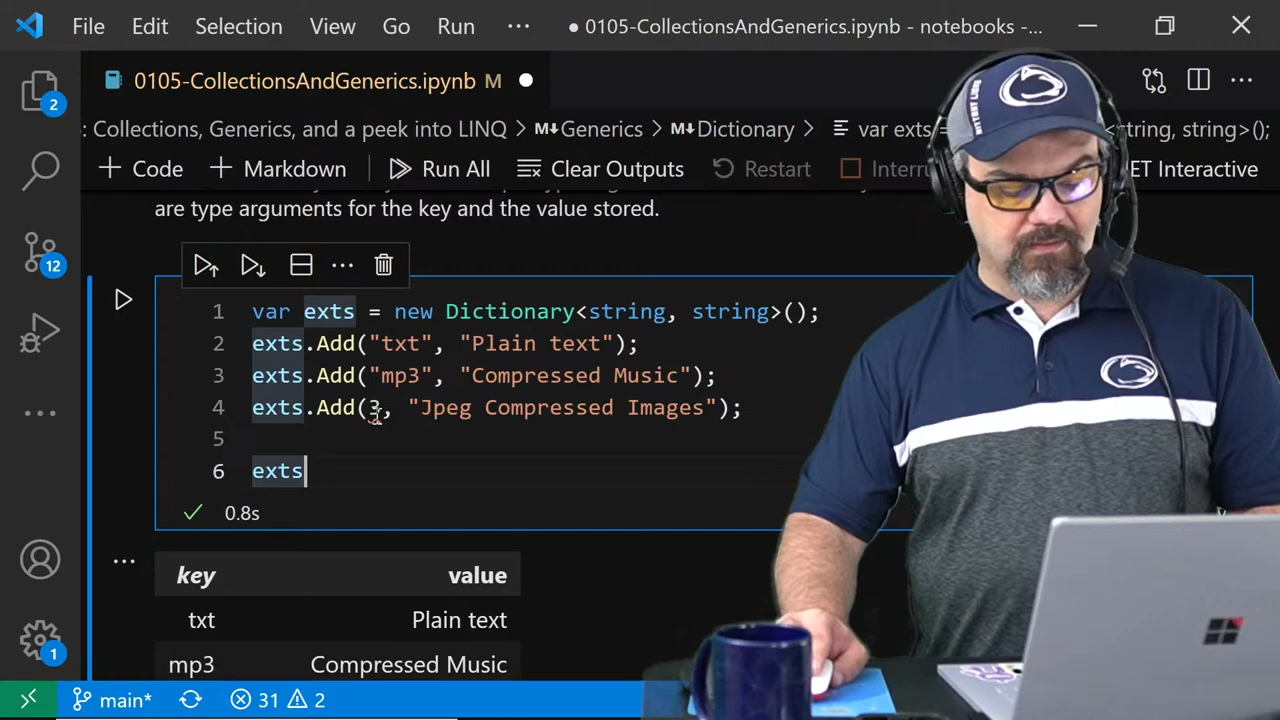 File Edit Selection View Go Run ··· ● 0105-CollectionsAndGenerics.ipynb - notebooks -...
0105-CollectionsAndGenerics.ipynb M
: Collections, Generics, and a peek into LINQ > Generics > Dictionary > var exts = <string, string>();
Code Markdown Run All Clear Outputs Restart Interru ET Interactive
are type arguments for the key and the value stored.
1 var exts = new Dictionary<string, string>();
2 exts.Add("txt", "Plain text");
3 exts.Add("mp3", "Compressed Music");
4 exts.Add(3, "Jpeg Compressed Images");
5
6 exts
0.8s
key value
txt Plain text
mp3 Compressed Music
2
12
1
main* 31 2